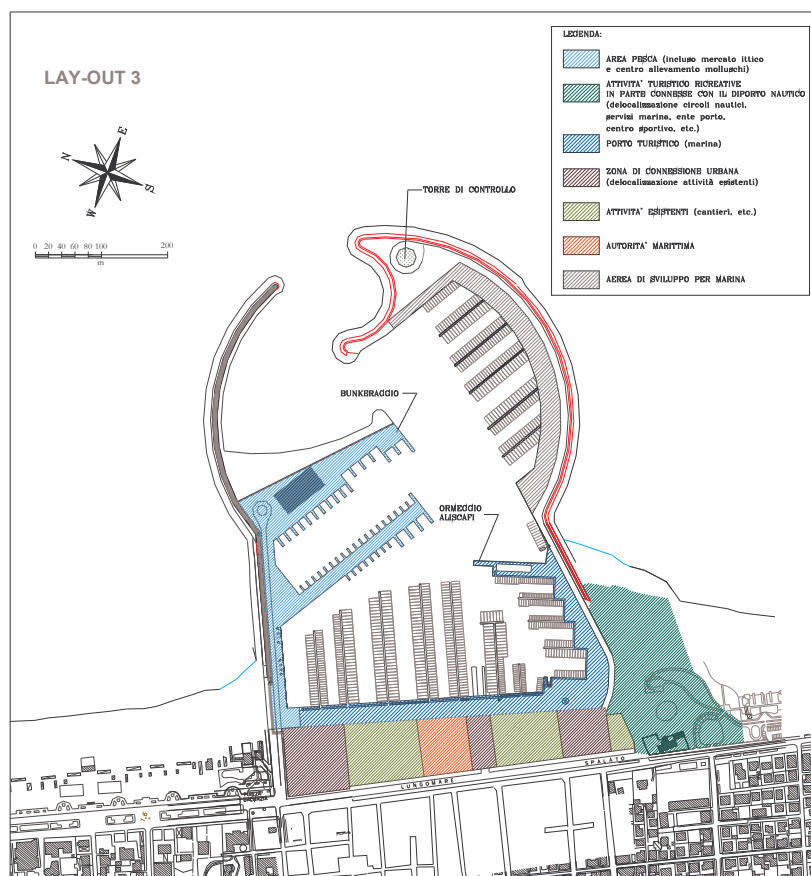 LAY-OUT 3
N
E
S
W
0 20 40 60 80 100 200
m
LEGENDA:
AREA PESCA (incluso mercato ittico
e centro allevamento molluschi)
ATTIVITA' TURISTICO RICREATIVE
IN PARTE CONNESSE CON IL DIPORTO NAUTICO
(delocalizzazione circoli nautici,
servizi marina, ente porto,
centro sportivo, etc.)
PORTO TURISTICO (marina)
ZONA DI CONNESSIONE URBANA
(delocalizzazione attività esistenti)
ATTIVITA' ESISTENTI (cantieri, etc.)
AUTORITA' MARITTIMA
AEREA DI SVILUPPO PER MARINA
TORRE DI CONTROLLO
BUNKERAGGIO
ORMEGGIO
ALISCAFI
LUNGOMARE SPALATO